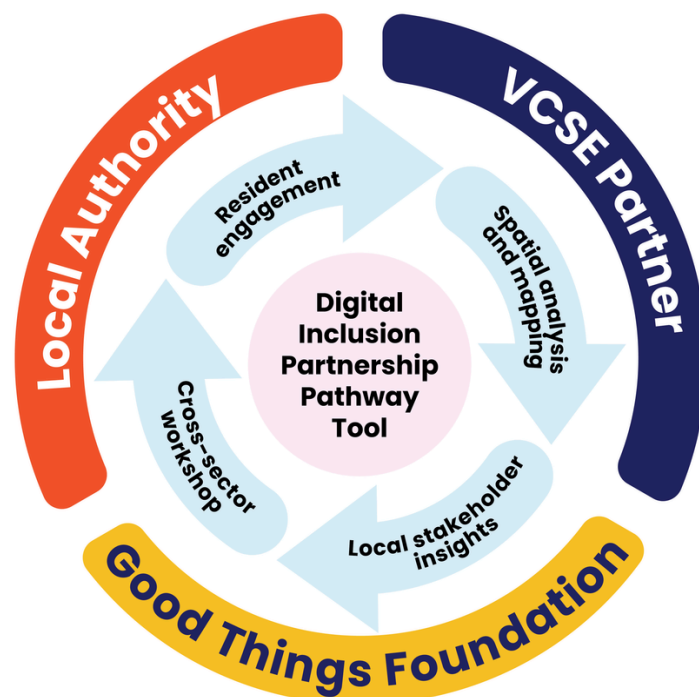 Local Authority
VCSE Partner
Good Things Foundation
Resident
engagement
Spatial analysis
and mapping
Local stakeholder
insights
Cross-sector
workshop
Digital
Inclusion
Partnership
Pathway
Tool